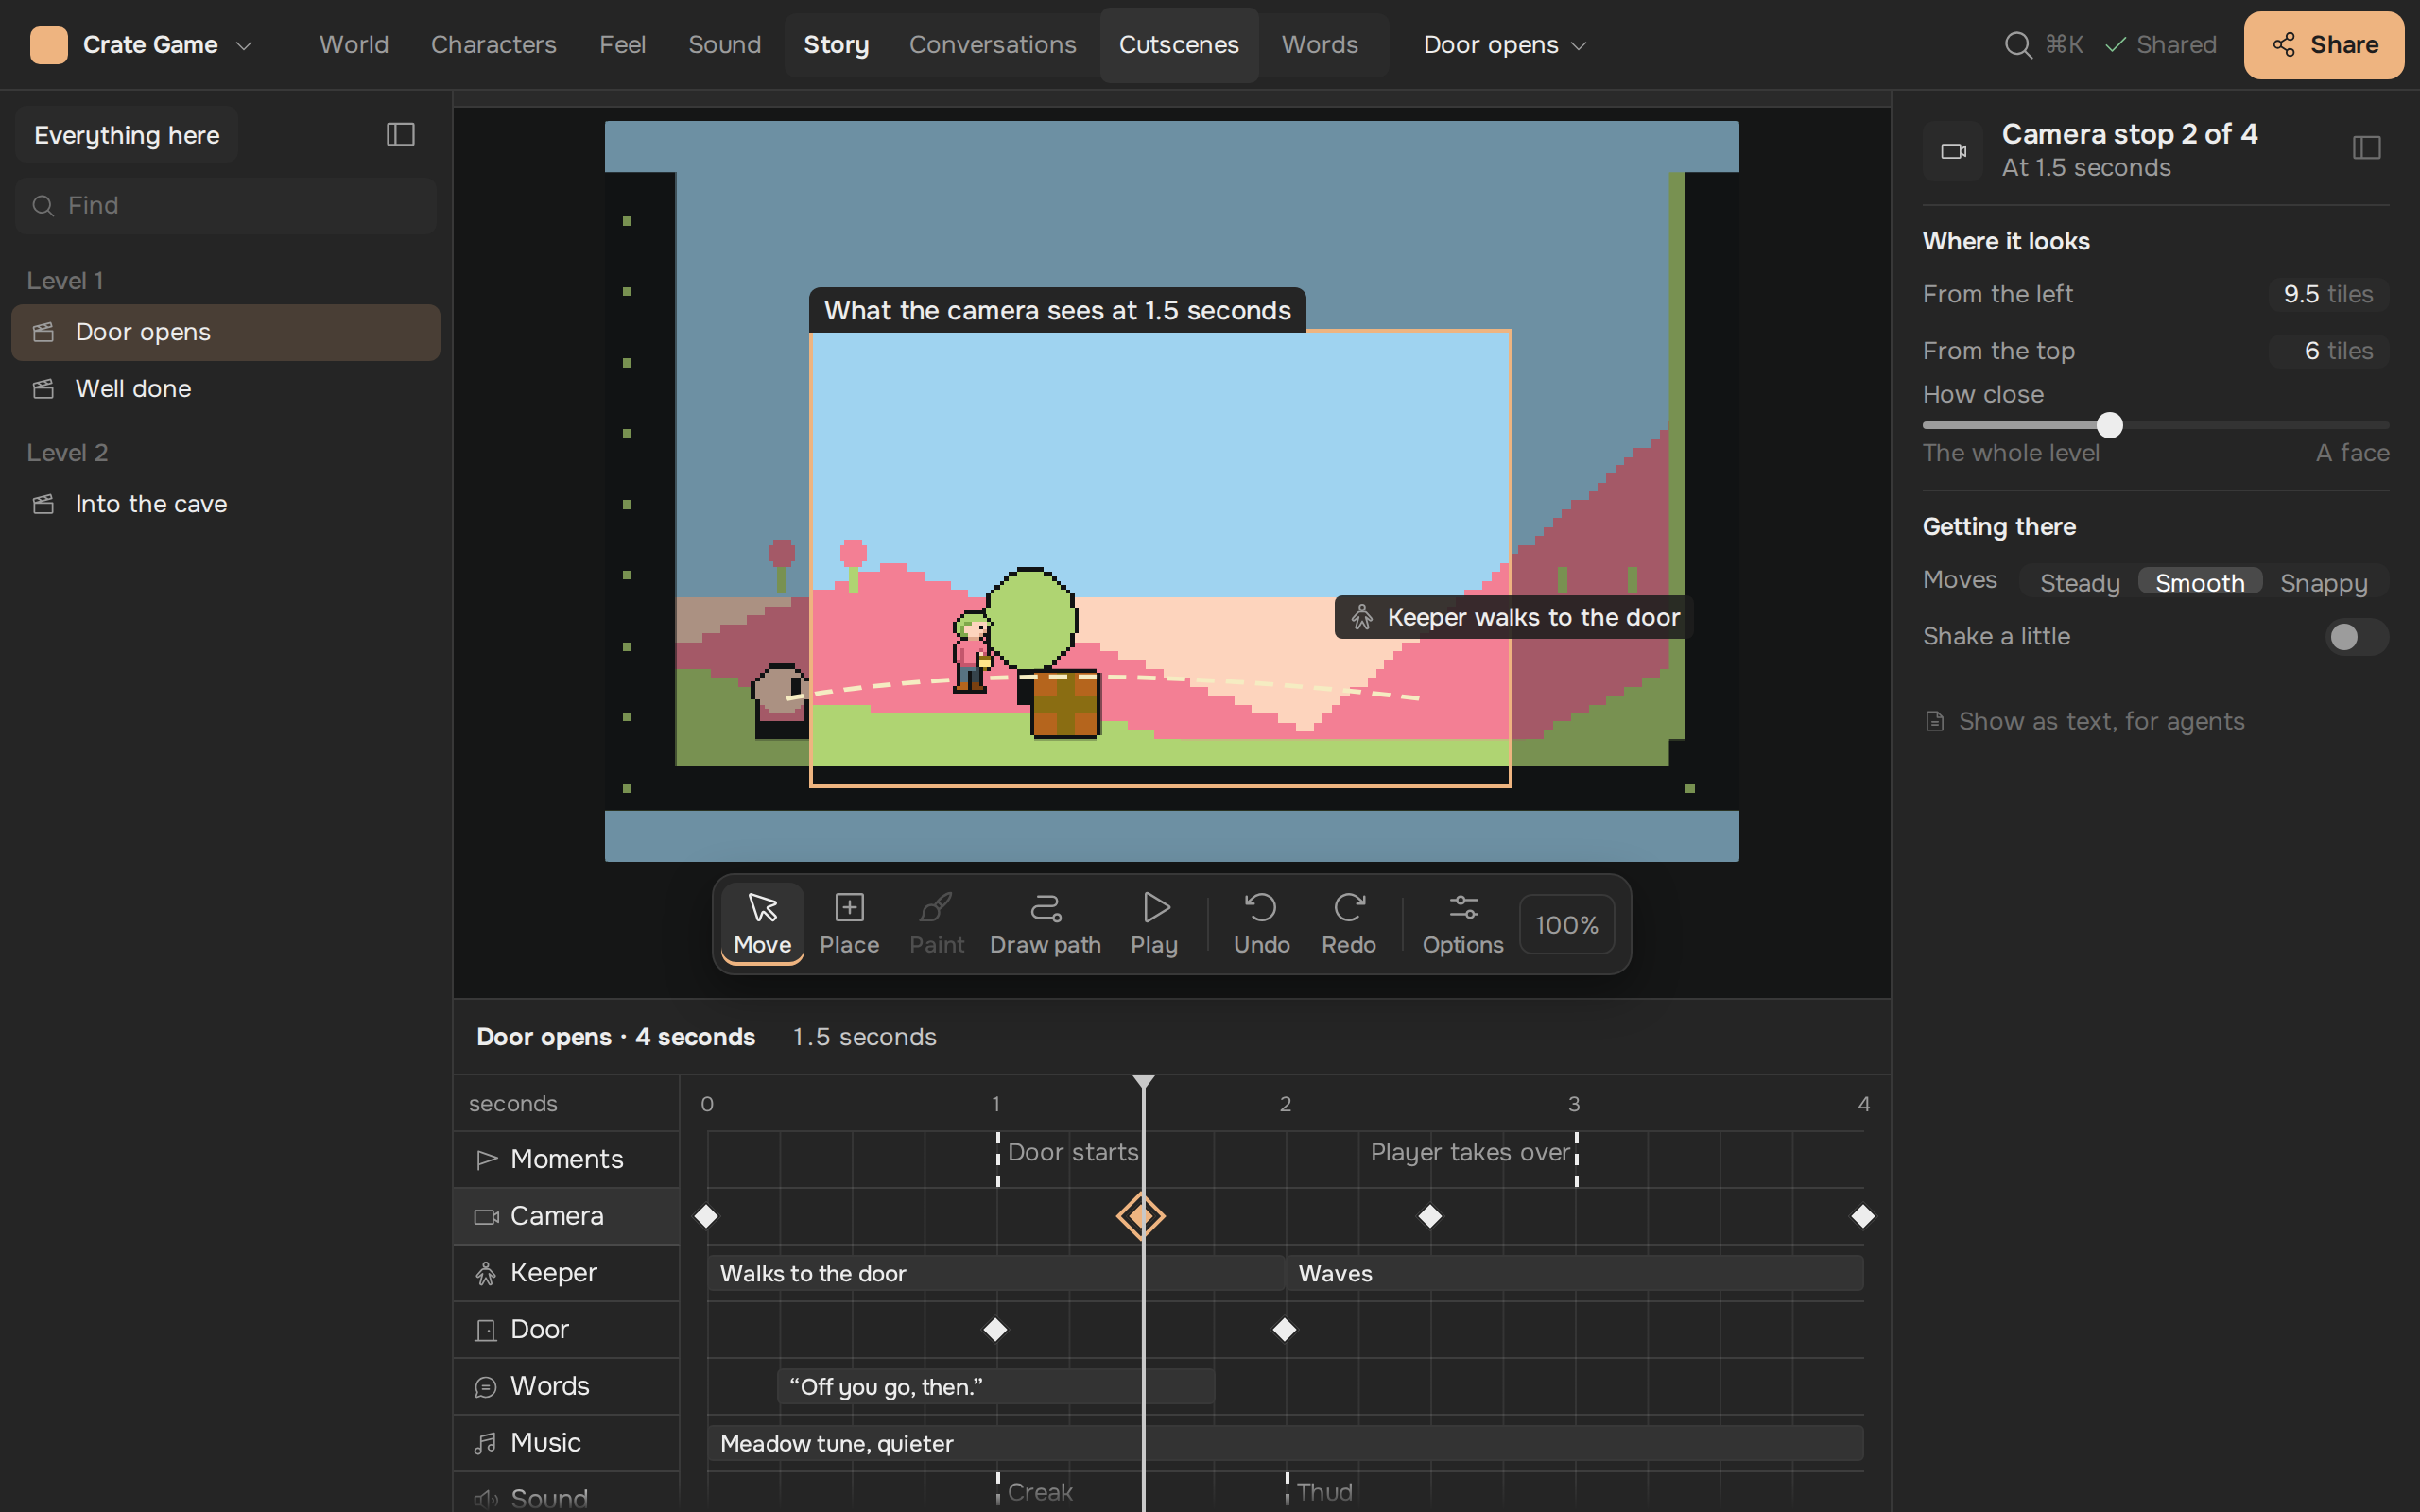 Crate Game
World
Characters
Feel
Sound
Story
Conversations
Cutscenes
Words
Door opens
⌘K
Shared
Share
Everything here
Find
Level 1
Door opens
Well done
Level 2
Into the cave
What the camera sees at 1.5 seconds
Keeper walks to the door
Move
Place
Paint
Draw path
Play
Undo
Redo
Options
100%
Camera stop 2 of 4
At 1.5 seconds
Where it looks
From the left
9.5 tiles
From the top
6 tiles
How close
The whole level
A face
Getting there
Moves
Steady
Smooth
Snappy
Shake a little
Show as text, for agents
Door opens · 4 seconds
1.5 seconds
seconds
0
1
2
3
4
Moments
Door starts
Player takes over
Camera
Keeper
Walks to the door
Waves
Door
Words
“Off you go, then.”
Music
Meadow tune, quieter
Sound
Creak
Thud